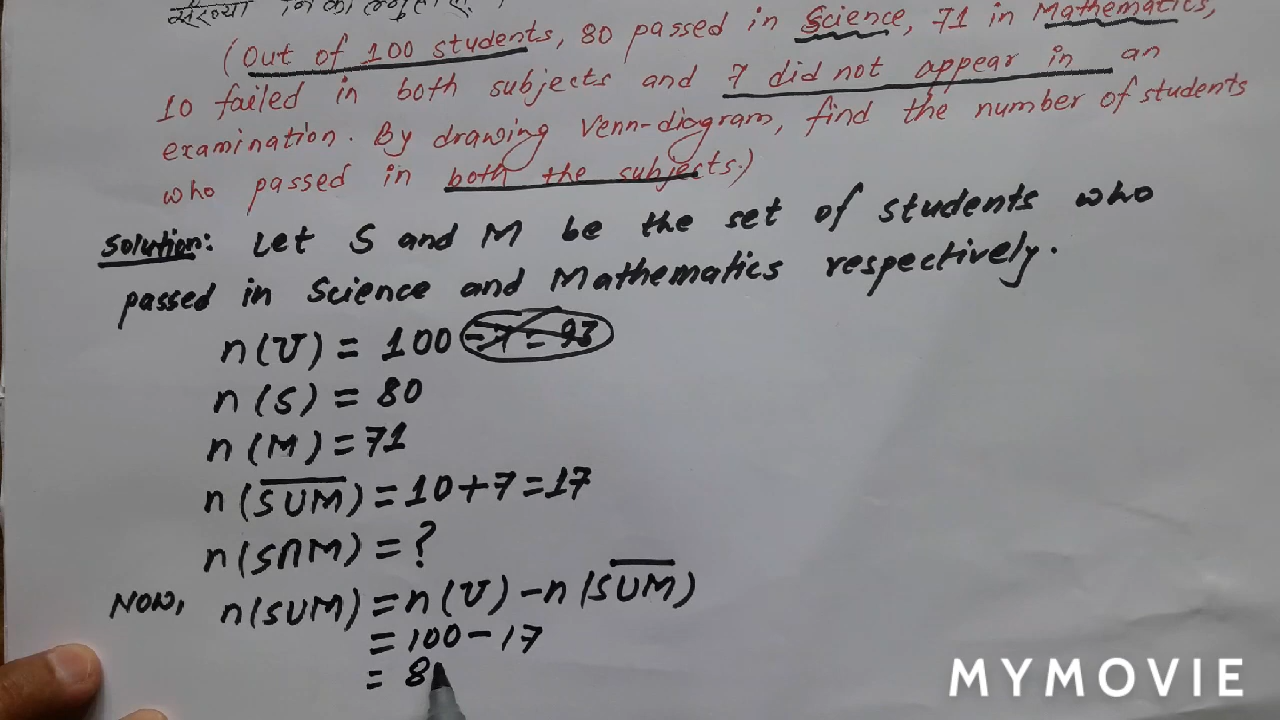 संख्या
(Out of 100 students, 80 passed in Science, 71 in Mathematics,
10 failed in both subjects and 7 did not appear in an
examination. By drawing Venn-diagram, find the number of students
who passed in both the subjects.)
Solution: Let S and M be the set of students who
passed in Science and Mathematics respectively.
n(U) = 100
n(S) = 80
n(M) = 71
n(S̅U̅M̅) = 10+7=17
n(S∩M) = ?
Now, n(SUM) = n(U) - n(S̅U̅M̅)
= 100 - 17
= 8
MYMOVIE